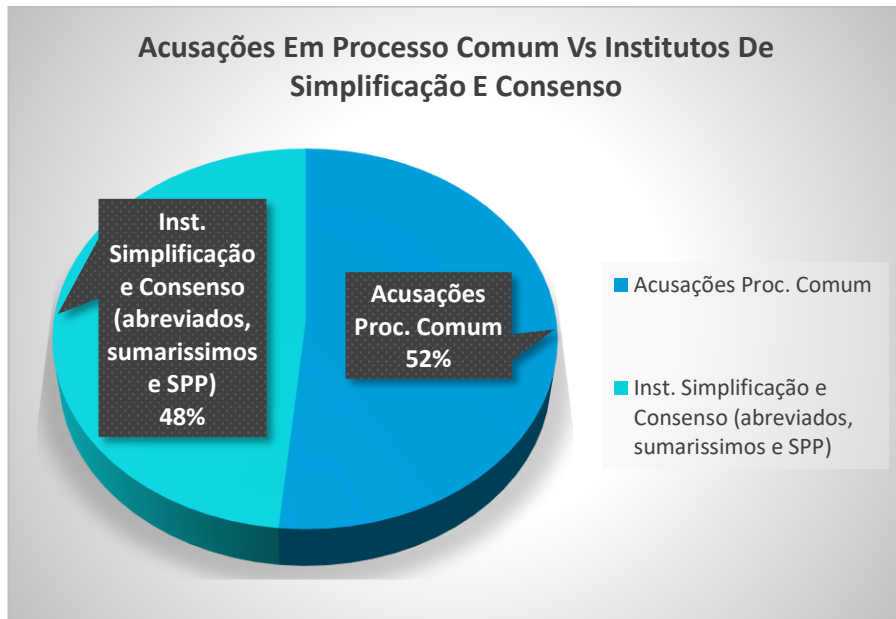 Acusações Em Processo Comum Vs Institutos De
Simplificação E Consenso
Inst.
Simplificação
e Consenso
(abreviados,
sumarissimos
e SPP)
48%
Acusações
Proc. Comum
52%
Acusações Proc. Comum
Inst. Simplificação e
Consenso (abreviados,
sumarissimos e SPP)